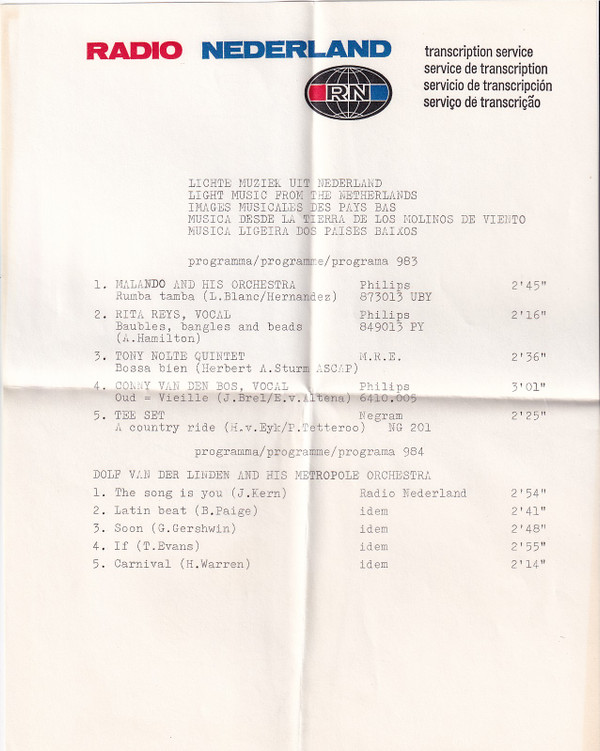 RADIO NEDERLAND
transcription service
service de transcription
servicio de transcripción
serviço de transcrição
RN
LICHTE MUZIEK UIT NEDERLAND
LIGHT MUSIC FROM THE NETHERLANDS
IMAGES MUSICALES DES PAYS BAS
MUSICA DESDE LA TIERRA DE LOS MOLINOS DE VIENTO
MUSICA LIGEIRA DOS PAISES BAIXOS
programma/programme/programa 983
1. MALANDO AND HIS ORCHESTRA Philips 2'45"
Rumba tamba (L.Blanc/Hernandez) 873013 UBY
2. RITA REYS, VOCAL Philips 2'16"
Baubles, bangles and beads 849013 PY
(A.Hamilton)
3. TONY NOLTE QUINTET M.R.E. 2'36"
Bossa bien (Herbert A.Sturm ASCAP)
4. CONNY VAN DEN BOS, VOCAL Philips 3'01"
Oud = Vieille (J.Brel/E.v.Altena) 6410.005
5. TEE SET Negram 2'25"
A country ride (H.v.Eyk/P.Tetteroo) NG 201
programma/programme/programa 984
DOLF VAN DER LINDEN AND HIS METROPOLE ORCHESTRA
1. The song is you (J.Kern) Radio Nederland 2'54"
2. Latin beat (B.Paige) idem 2'41"
3. Soon (G.Gershwin) idem 2'48"
4. If (T.Evans) idem 2'55"
5. Carnival (H.Warren) idem 2'14"